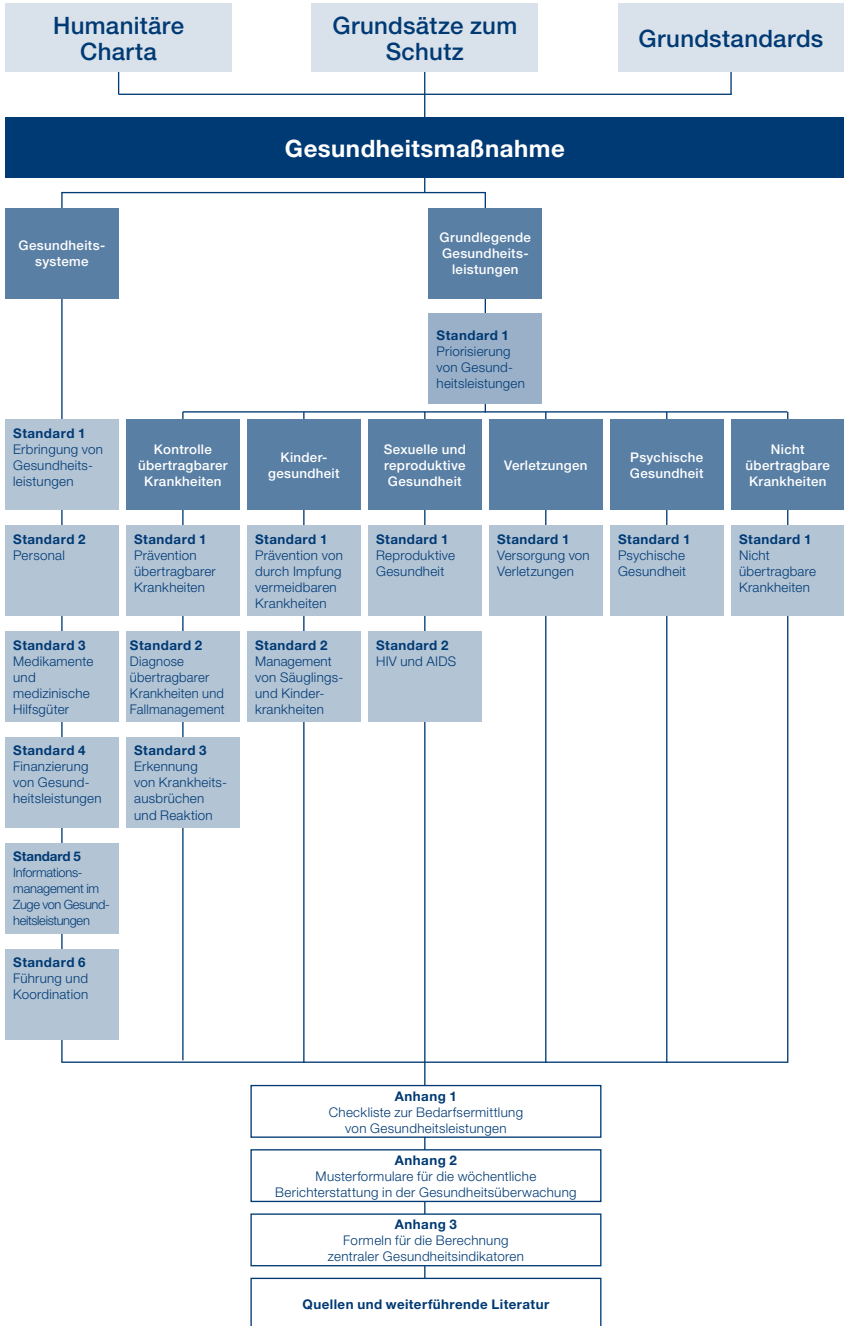 Humanitäre
Charta
Grundsätze zum
Schutz
Grundstandards
Gesundheitsmaßnahme
Gesundheits-
systeme
Grundlegende
Gesundheits-
leistungen
Standard 1
Priorisierung
von Gesund-
heitsleistungen
Standard 1
Erbringung von
Gesundheits-
leistungen
Kontrolle
übertragbarer
Krankheiten
Kinder-
gesundheit
Sexuelle und
reproduktive
Gesundheit
Verletzungen
Psychische
Gesundheit
Nicht
übertragbare
Krankheiten
Standard 2
Personal
Standard 1
Prävention
übertragbarer
Krankheiten
Standard 1
Prävention von
durch Impfung
vermeidbaren
Krankheiten
Standard 1
Reproduktive
Gesundheit
Standard 1
Versorgung von
Verletzungen
Standard 1
Psychische
Gesundheit
Standard 1
Nicht
übertragbare
Krankheiten
Standard 3
Medikamente
und
medizinische
Hilfsgüter
Standard 2
Diagnose
übertragbarer
Krankheiten und
Fallmanagement
Standard 2
Management
von Säuglings-
und Kinder-
krankheiten
Standard 2
HIV und AIDS
Standard 4
Finanzierung
von Gesund-
heitsleistungen
Standard 3
Erkennung
von Krankheits-
ausbrüchen
und Reaktion
Standard 5
Informations-
management im
Zuge von Gesund-
heitsleistungen
Standard 6
Führung und
Koordination
Anhang 1
Checkliste zur Bedarfsermittlung
von Gesundheitsleistungen
Anhang 2
Musterformulare für die wöchentliche
Berichterstattung in der Gesundheitsüberwachung
Anhang 3
Formeln für die Berechnung
zentraler Gesundheitsindikatoren
Quellen und weiterführende Literatur